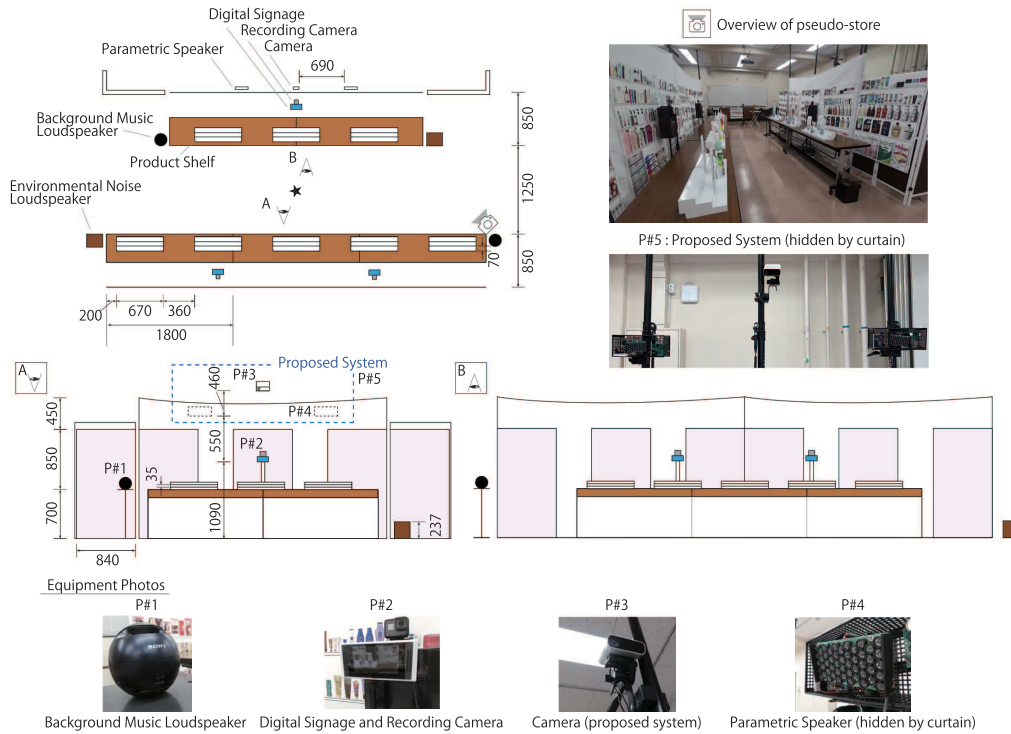 Digital Signage
Recording Camera
Camera
Parametric Speaker
690
Background Music
Loudspeaker
Product Shelf
B
A
Environmental Noise
Loudspeaker
850
1250
850
70
200
670
360
1800
Overview of pseudo-store
P#5 : Proposed System (hidden by curtain)
A
Proposed System
P#3
P#5
460
P#4
450
550
P#2
850
P#1
35
700
1090
237
840
B
Equipment Photos
P#1
P#2
P#3
P#4
SONY
Background Music Loudspeaker
Digital Signage and Recording Camera
Camera (proposed system)
Parametric Speaker (hidden by curtain)